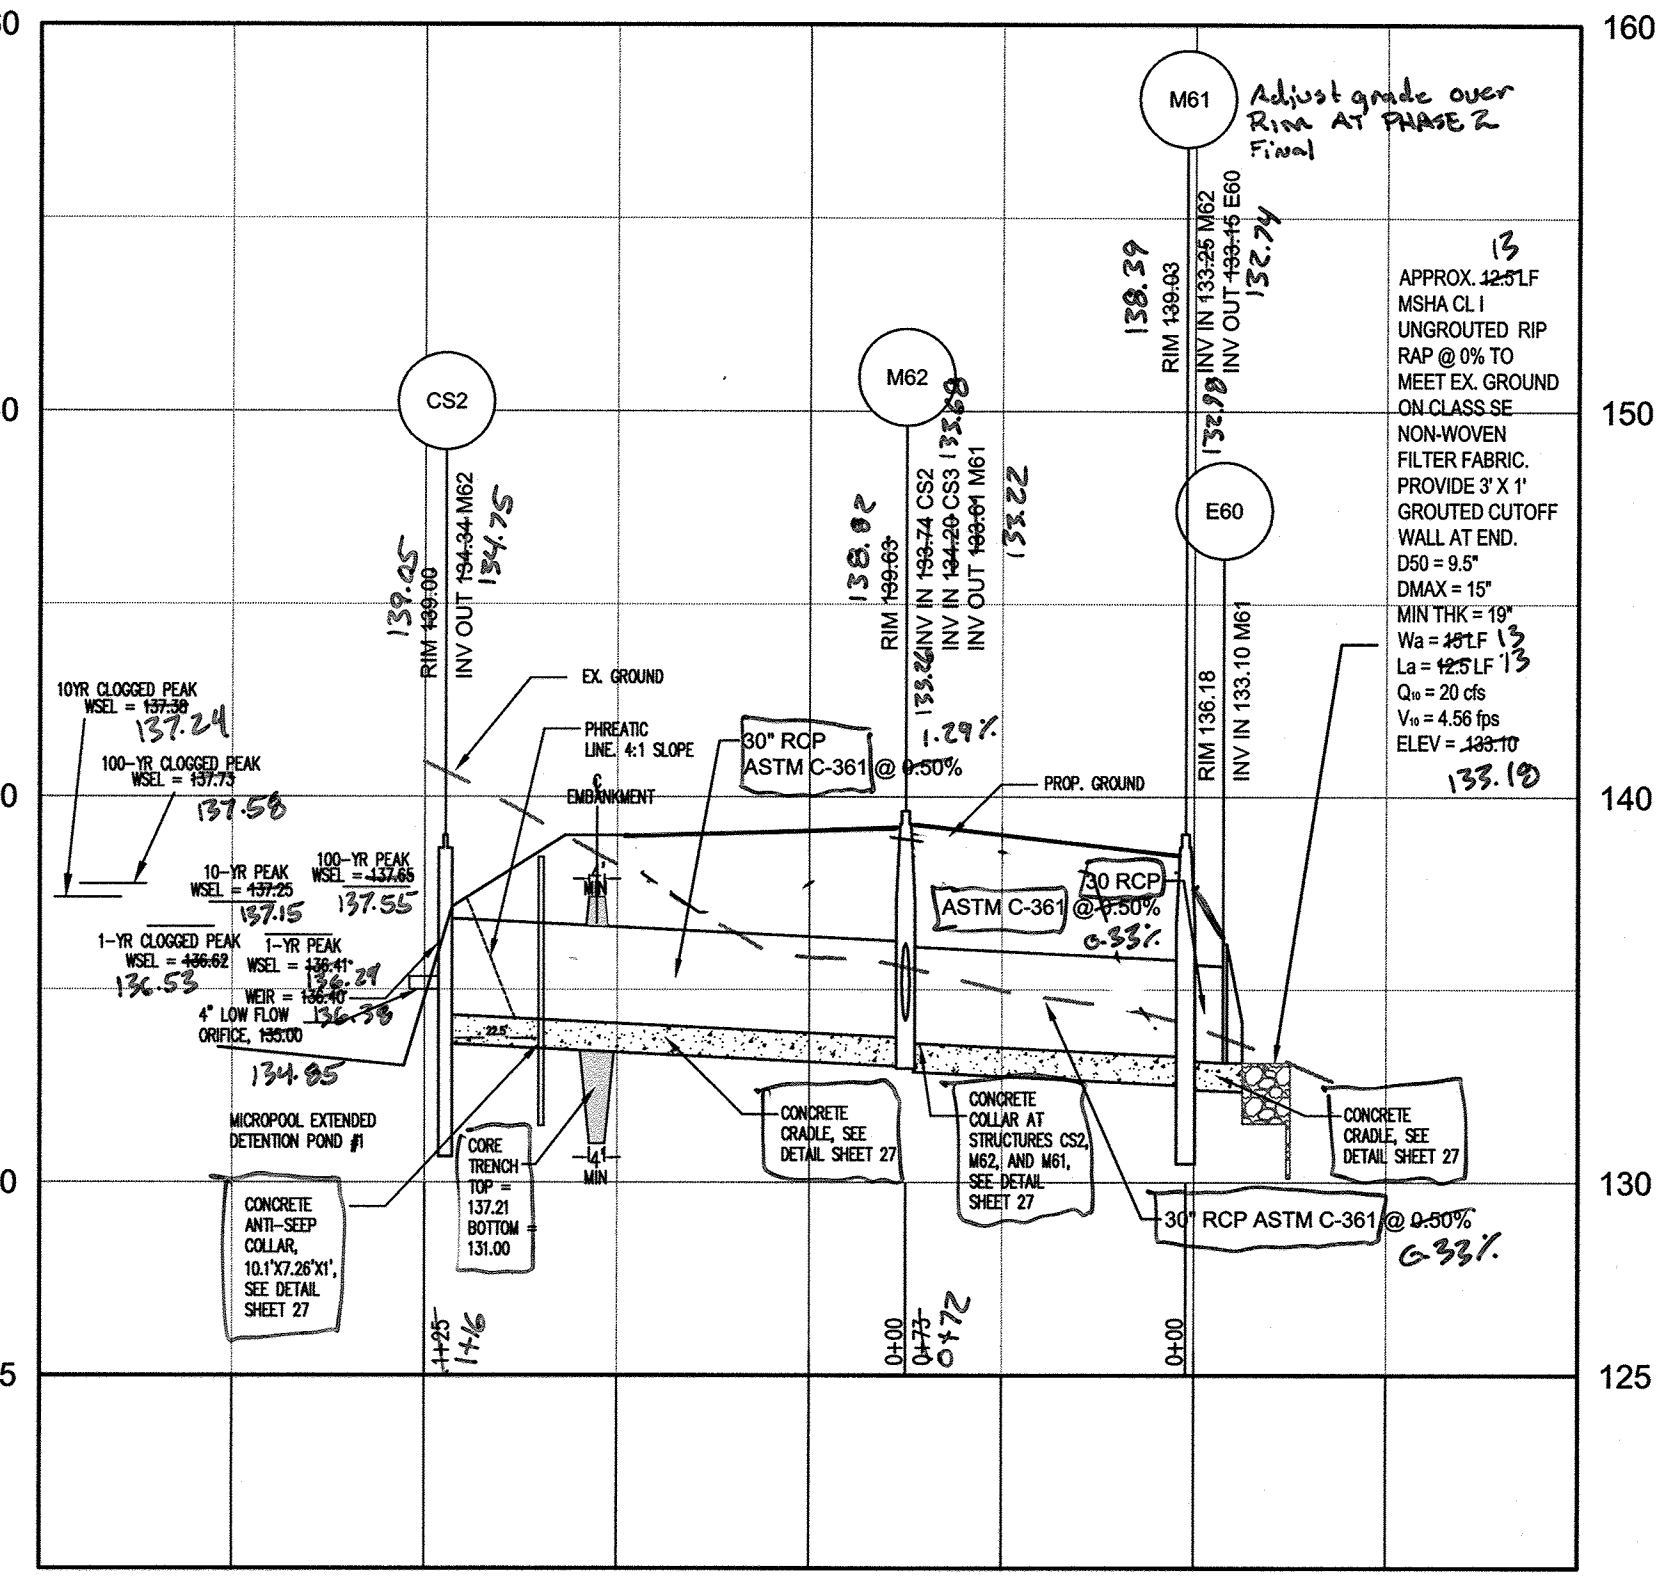 160
M61
Adjust grade over
Rim AT PHASE 2
Final
138.39
RIM 139.03
INV IN 133.25 M62
132.98
INV OUT 133.15 E60
132.74
13
APPROX. 12.5'LF
MSHA CL I
UNGROUTED RIP
RAP @ 0% TO
MEET EX. GROUND
ON CLASS SE
NON-WOVEN
FILTER FABRIC.
PROVIDE 3' X 1'
GROUTED CUTOFF
WALL AT END.
D50 = 9.5"
DMAX = 15"
MIN THK = 19"
Wa = 15'LF 13
La = 12.5'LF 13
Q10 = 20 cfs
V10 = 4.56 fps
ELEV = 133.10
133.18
150
CS2
139.05
RIM 139.00
INV OUT 134.34 M62
134.75
M62
138.82
RIM 139.63
133.26 INV IN 133.74 CS2
INV IN 134.20 CS3 133.68
INV OUT 133.61 M61
133.22
E60
RIM 136.18
INV IN 133.10 M61
EX. GROUND
PHREATIC
LINE. 4:1 SLOPE
℄
EMBANKMENT
30" RCP
ASTM C-361 @ 0.50%
1.29%
PROP. GROUND
140
10YR CLOGGED PEAK
WSEL = 137.38
137.24
100-YR CLOGGED PEAK
WSEL = 137.73
137.58
10-YR PEAK
WSEL = 137.25
137.15
100-YR PEAK
WSEL = 137.65
137.55
1-YR CLOGGED PEAK
WSEL = 136.62
136.53
1-YR PEAK
WSEL = 136.41'
136.29
WEIR = 136.40'
136.38
4" LOW FLOW
ORIFICE, 135.00
134.85
4'
MIN
22.5'
30 RCP
ASTM C-361 @ 0.50%
0.33%
MICROPOOL EXTENDED
DETENTION POND #1
CONCRETE
ANTI-SEEP
COLLAR,
10.1'X7.26'X1',
SEE DETAIL
SHEET 27
CORE
TRENCH
TOP =
137.21
BOTTOM =
131.00
4'
MIN
CONCRETE
CRADLE, SEE
DETAIL SHEET 27
CONCRETE
COLLAR AT
STRUCTURES CS2,
M62, AND M61,
SEE DETAIL
SHEET 27
CONCRETE
CRADLE, SEE
DETAIL SHEET 27
130
30" RCP ASTM C-361 @ 0.50%
0.33%
1+25
1+16
0+00
0+73
0+72
0+00
125